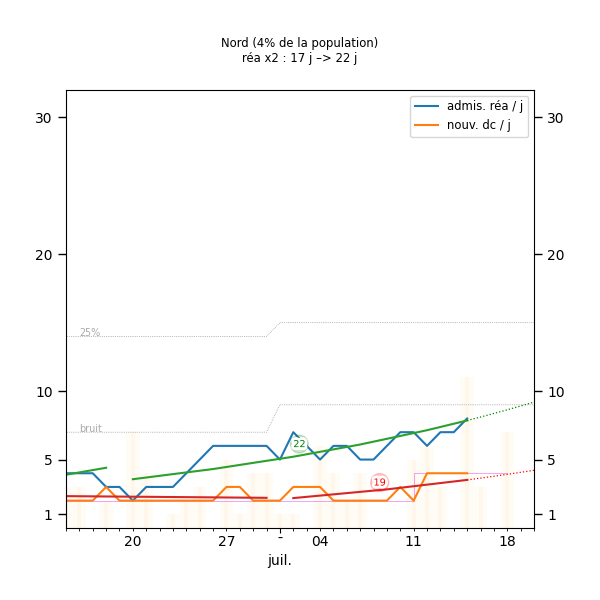 Nord (4% de la population)
réa x2 : 17 j –> 22 j
admis. réa / j
nouv. dc / j
30 30
20 20
25%
10 10
bruit
22
5 5
19
1 1
20 27 - 04 11 18
juil.